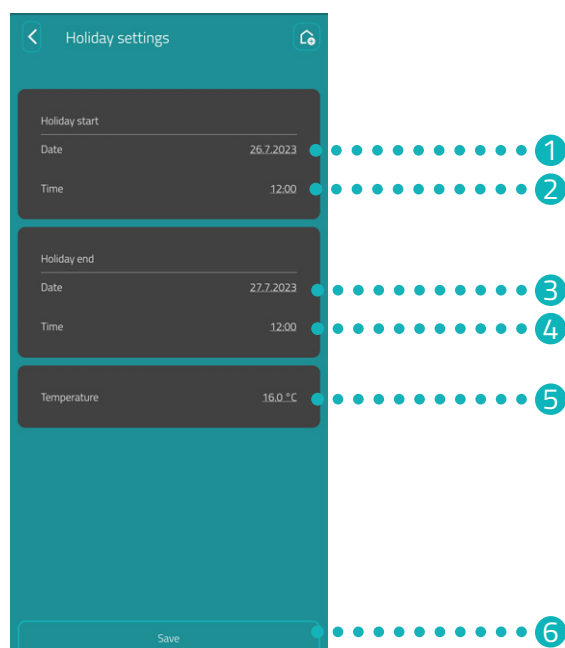 Holiday settings
Holiday start
Date 26.7.2023 1
Time 12:00 2
Holiday end
Date 27.7.2023 3
Time 12:00 4
Temperature 16.0 °C 5
Save 6